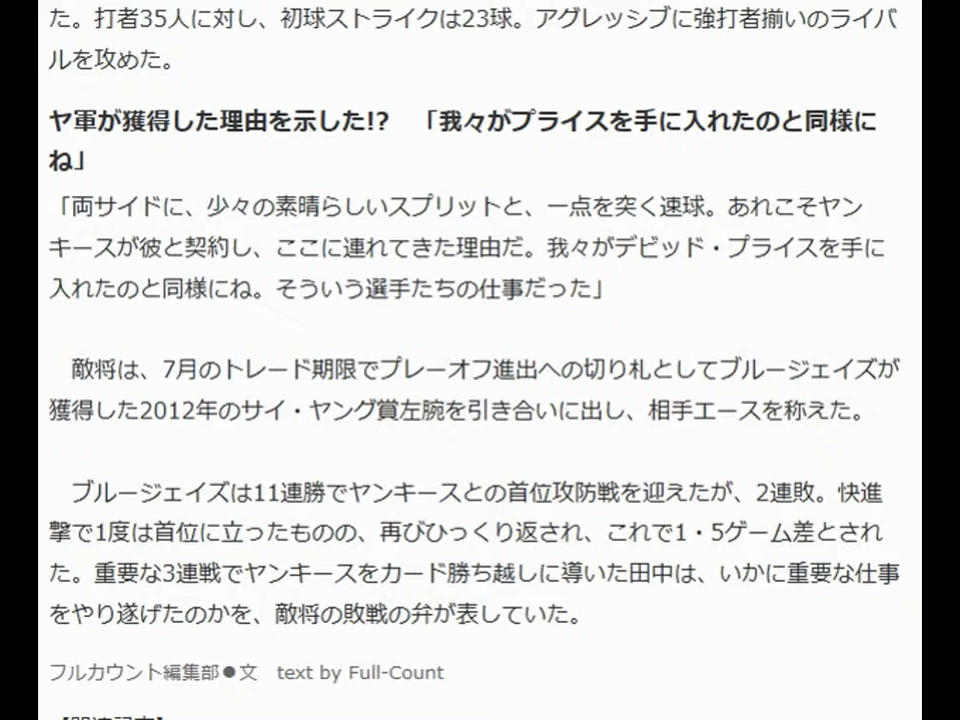 た。打者35人に対し、初球ストライクは23球。アグレッシブに強打者揃いのライバ
ルを攻めた。
ヤ軍が獲得した理由を示した!?　「我々がプライスを手に入れたのと同様に
ね」
「両サイドに、少々の素晴らしいスプリットと、一点を突く速球。あれこそヤン
キースが彼と契約し、ここに連れてきた理由だ。我々がデビッド・プライスを手に
入れたのと同様にね。そういう選手たちの仕事だった」
　敵将は、7月のトレード期限でプレーオフ進出への切り札としてブルージェイズが
獲得した2012年のサイ・ヤング賞左腕を引き合いに出し、相手エースを称えた。
　ブルージェイズは11連勝でヤンキースとの首位攻防戦を迎えたが、2連敗。快進
撃で1度は首位に立ったものの、再びひっくり返され、これで1・5ゲーム差とされ
た。重要な3連戦でヤンキースをカード勝ち越しに導いた田中は、いかに重要な仕事
をやり遂げたのかを、敵将の敗戦の弁が表していた。
フルカウント編集部●文　text by Full-Count